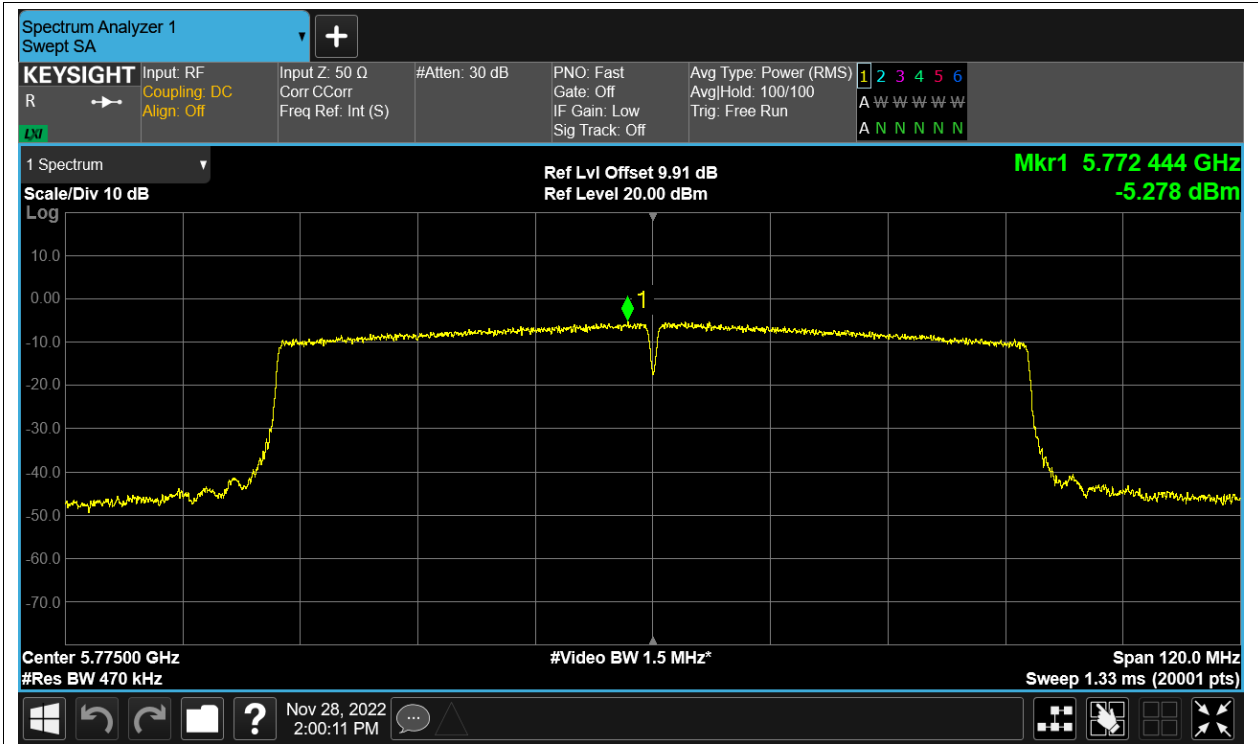 Spectrum Analyzer 1
Swept SA
+
KEYSIGHT
R
LXI
Input: RF
Coupling: DC
Align: Off
Input Z: 50 Ω
Corr CCorr
Freq Ref: Int (S)
#Atten: 30 dB
PNO: Fast
Gate: Off
IF Gain: Low
Sig Track: Off
Avg Type: Power (RMS)
Avg|Hold: 100/100
Trig: Free Run
1 2 3 4 5 6
A W W W W W
A N N N N N
1 Spectrum
Scale/Div 10 dB
Log
Ref Lvl Offset 9.91 dB
Ref Level 20.00 dBm
Mkr1 5.772 444 GHz
-5.278 dBm
10.0
0.00
-10.0
-20.0
-30.0
-40.0
-50.0
-60.0
-70.0
1
Center 5.77500 GHz
#Res BW 470 kHz
#Video BW 1.5 MHz*
Span 120.0 MHz
Sweep 1.33 ms (20001 pts)
?
Nov 28, 2022
2:00:11 PM